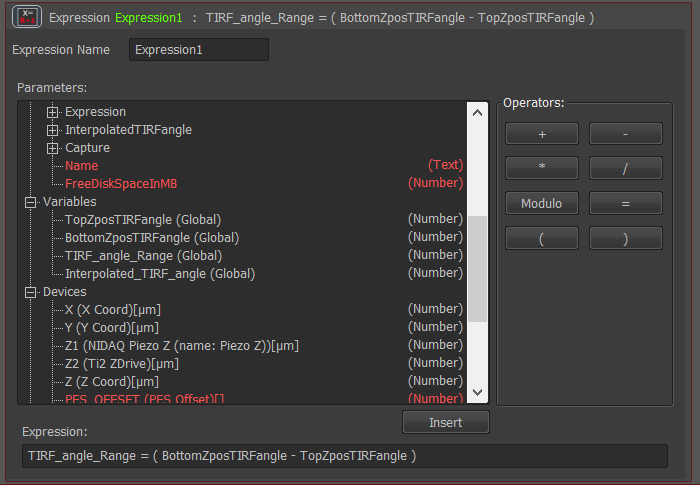 Expression Expression1 : TIRF_angle_Range = ( BottomZposTIRFangle - TopZposTIRFangle )
Expression Name Expression1
Parameters:
Expression
InterpolatedTIRFangle
Capture
Name (Text)
FreeDiskSpaceInMB (Number)
Variables
TopZposTIRFangle (Global) (Number)
BottomZposTIRFangle (Global) (Number)
TIRF_angle_Range (Global) (Number)
Interpolated_TIRF_angle (Global) (Number)
Devices
X (X Coord)[µm] (Number)
Y (Y Coord)[µm] (Number)
Z1 (NIDAQ Piezo Z (name: Piezo Z))[µm] (Number)
Z2 (Ti2 ZDrive)[µm] (Number)
Z (Z Coord)[µm] (Number)
PFS_OFFSET (PFS Offset)[] (Number)
Operators:
+ -
* /
Modulo =
( )
Insert
Expression:
TIRF_angle_Range = ( BottomZposTIRFangle - TopZposTIRFangle )